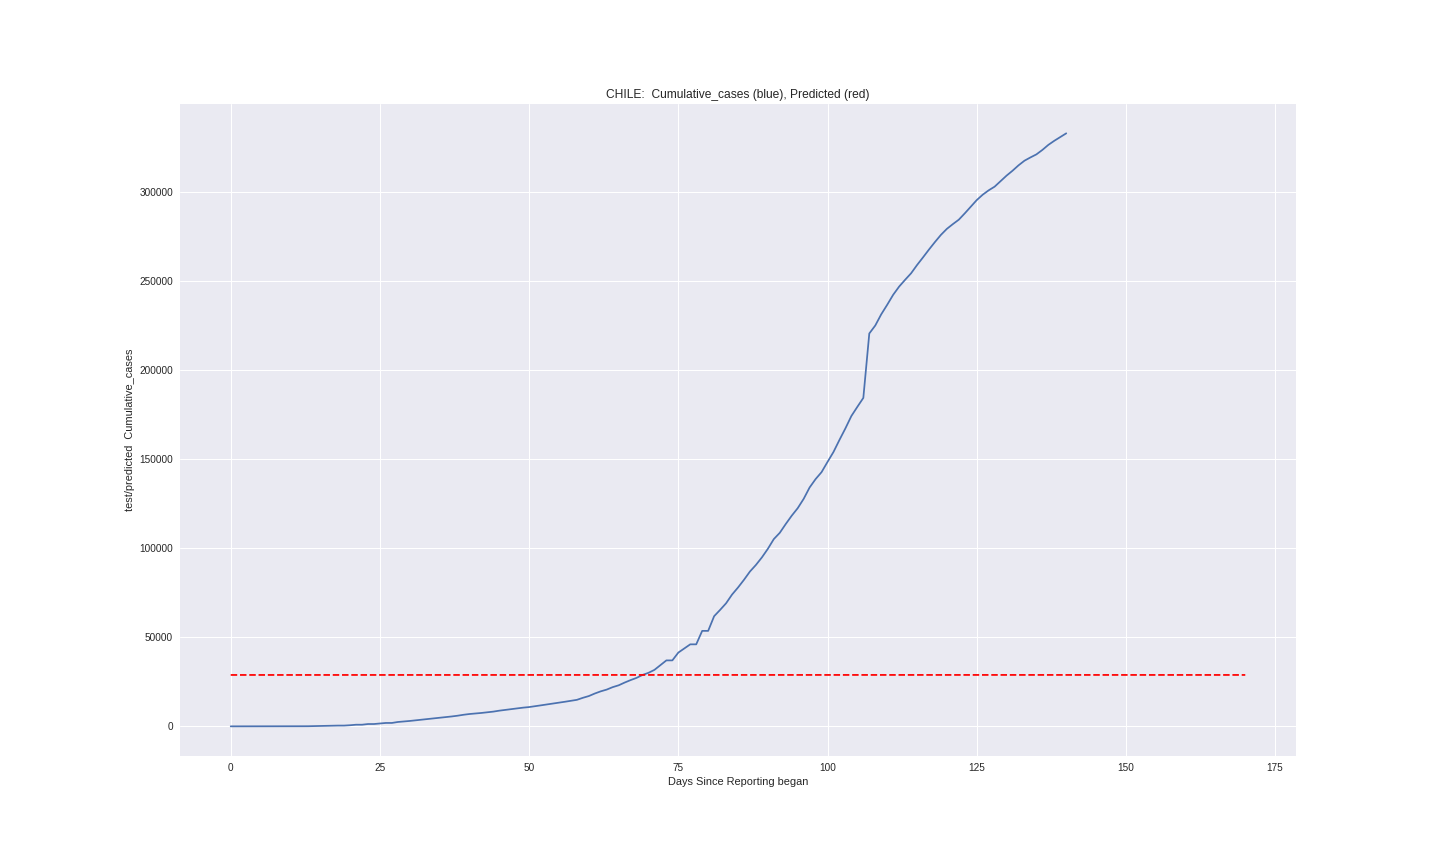 CHILE:  Cumulative_cases (blue), Predicted (red)
test/predicted  Cumulative_cases
300000
250000
200000
150000
100000
50000
0
0 25 50 75 100 125 150 175
Days Since Reporting began